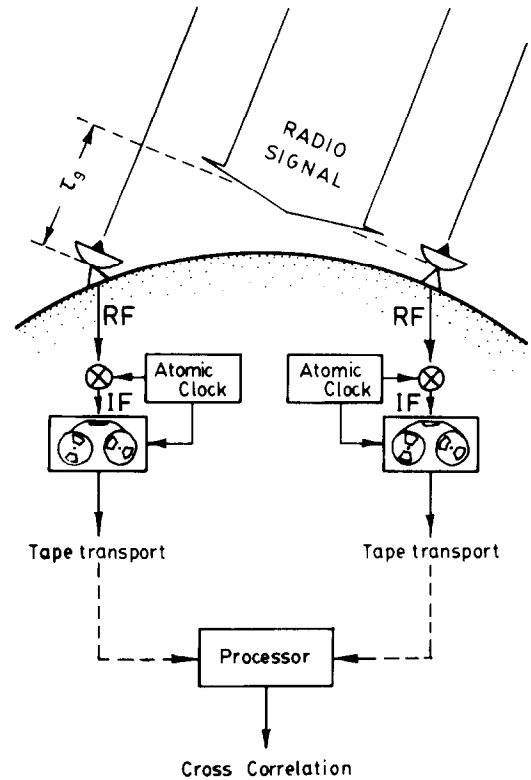 RADIO
SIGNAL
τg
RF
RF
Atomic
Clock
Atomic
Clock
IF
IF
Tape transport
Tape transport
Processor
Cross Correlation